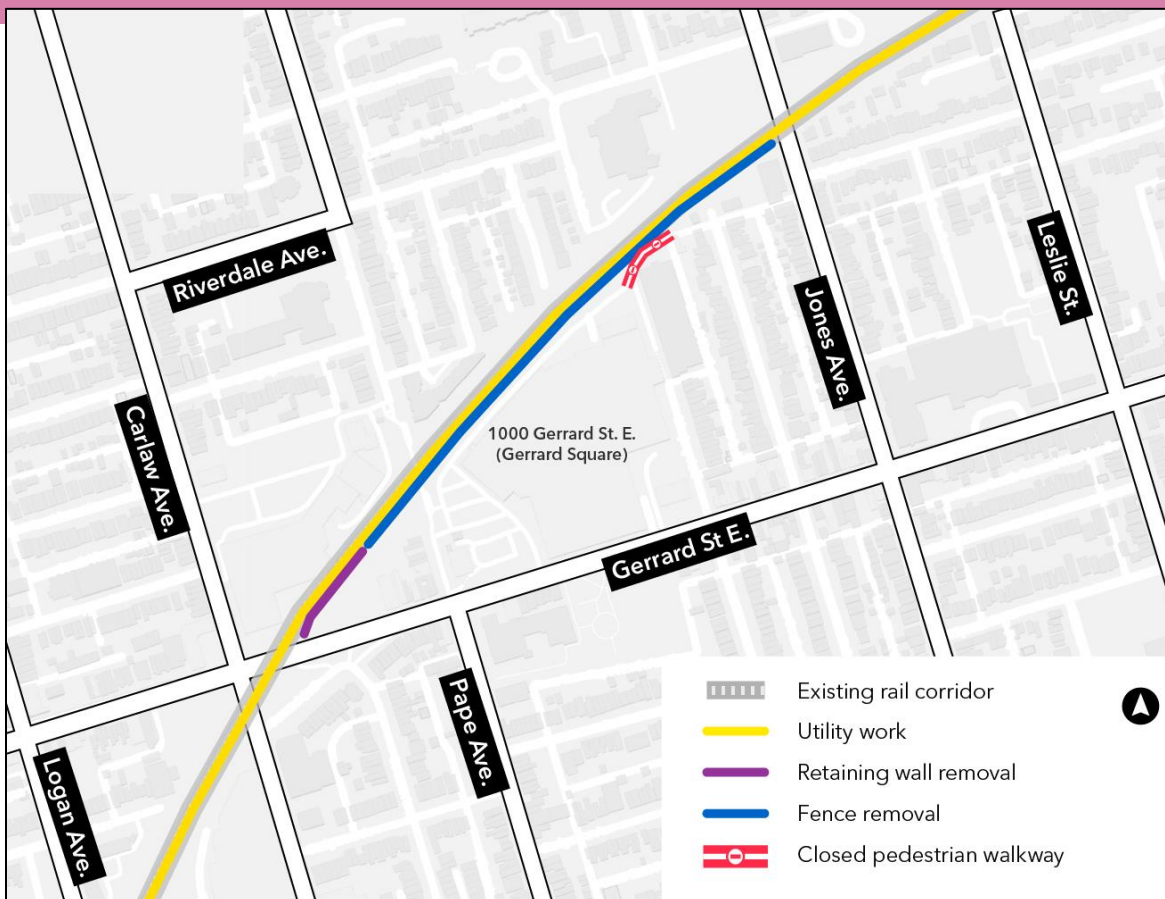 Riverdale Ave.
Leslie St.
Jones Ave.
Carlaw Ave.
1000 Gerrard St. E.
(Gerrard Square)
Gerrard St E.
Pape Ave.
Logan Ave.
Existing rail corridor
Utility work
Retaining wall removal
Fence removal
Closed pedestrian walkway